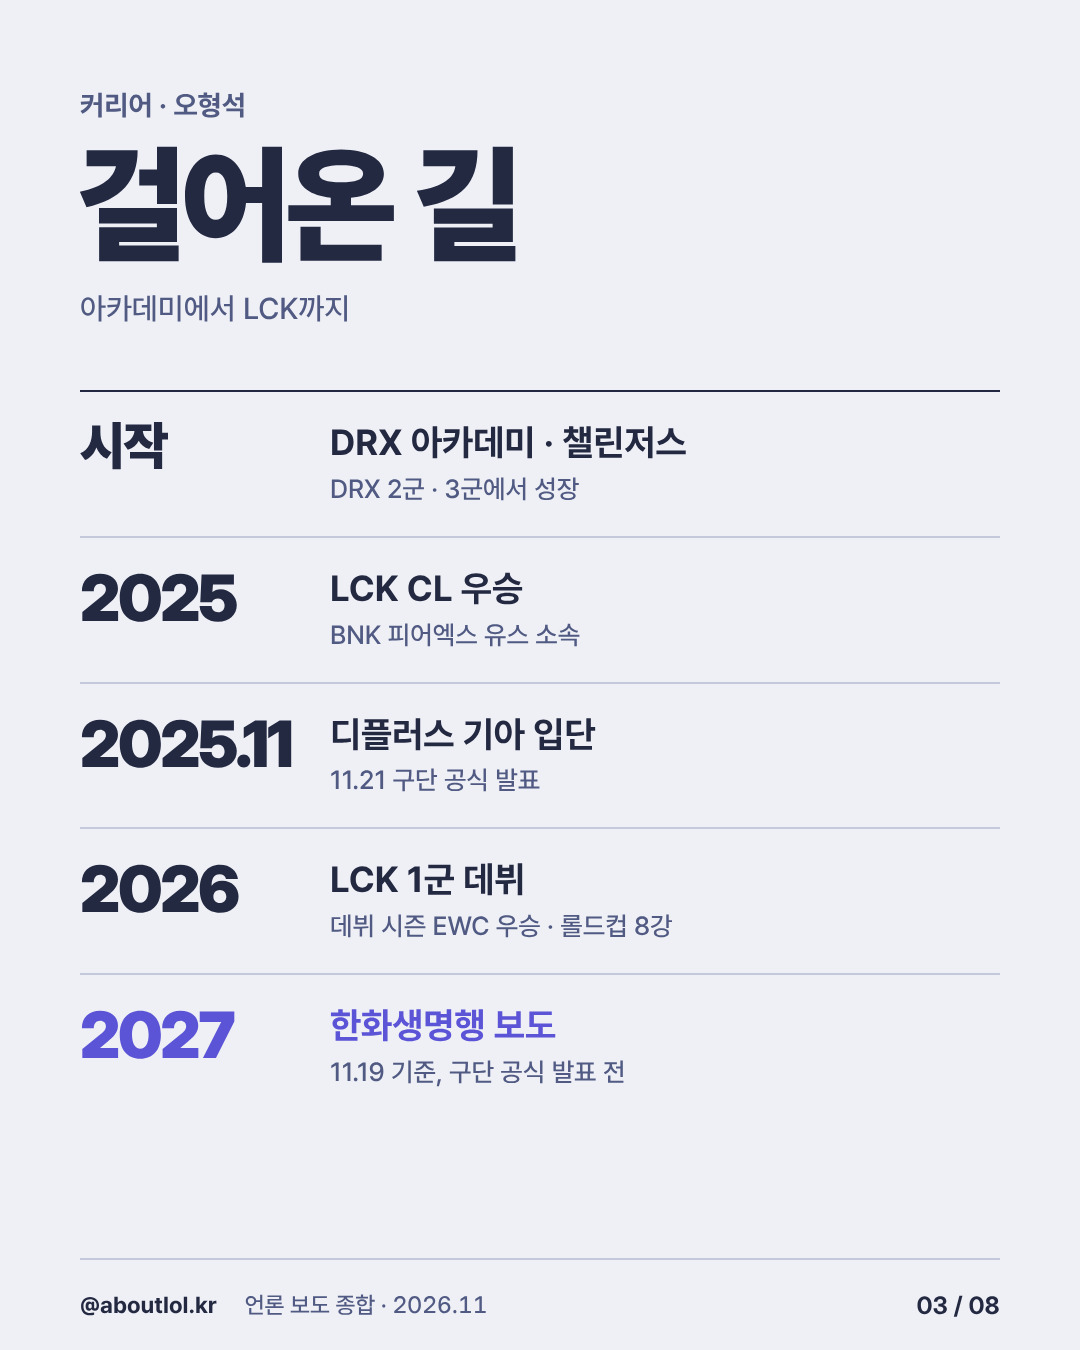 커리어 · 오형석
걸어온 길
아카데미에서 LCK까지
시작
DRX 아카데미 · 챌린저스
DRX 2군 · 3군에서 성장
2025
LCK CL 우승
BNK 피어엑스 유스 소속
2025.11
디플러스 기아 입단
11.21 구단 공식 발표
2026
LCK 1군 데뷔
데뷔 시즌 EWC 우승 · 롤드컵 8강
2027
한화생명행 보도
11.19 기준, 구단 공식 발표 전
@aboutlol.kr 언론 보도 종합 · 2026.11
03 / 08